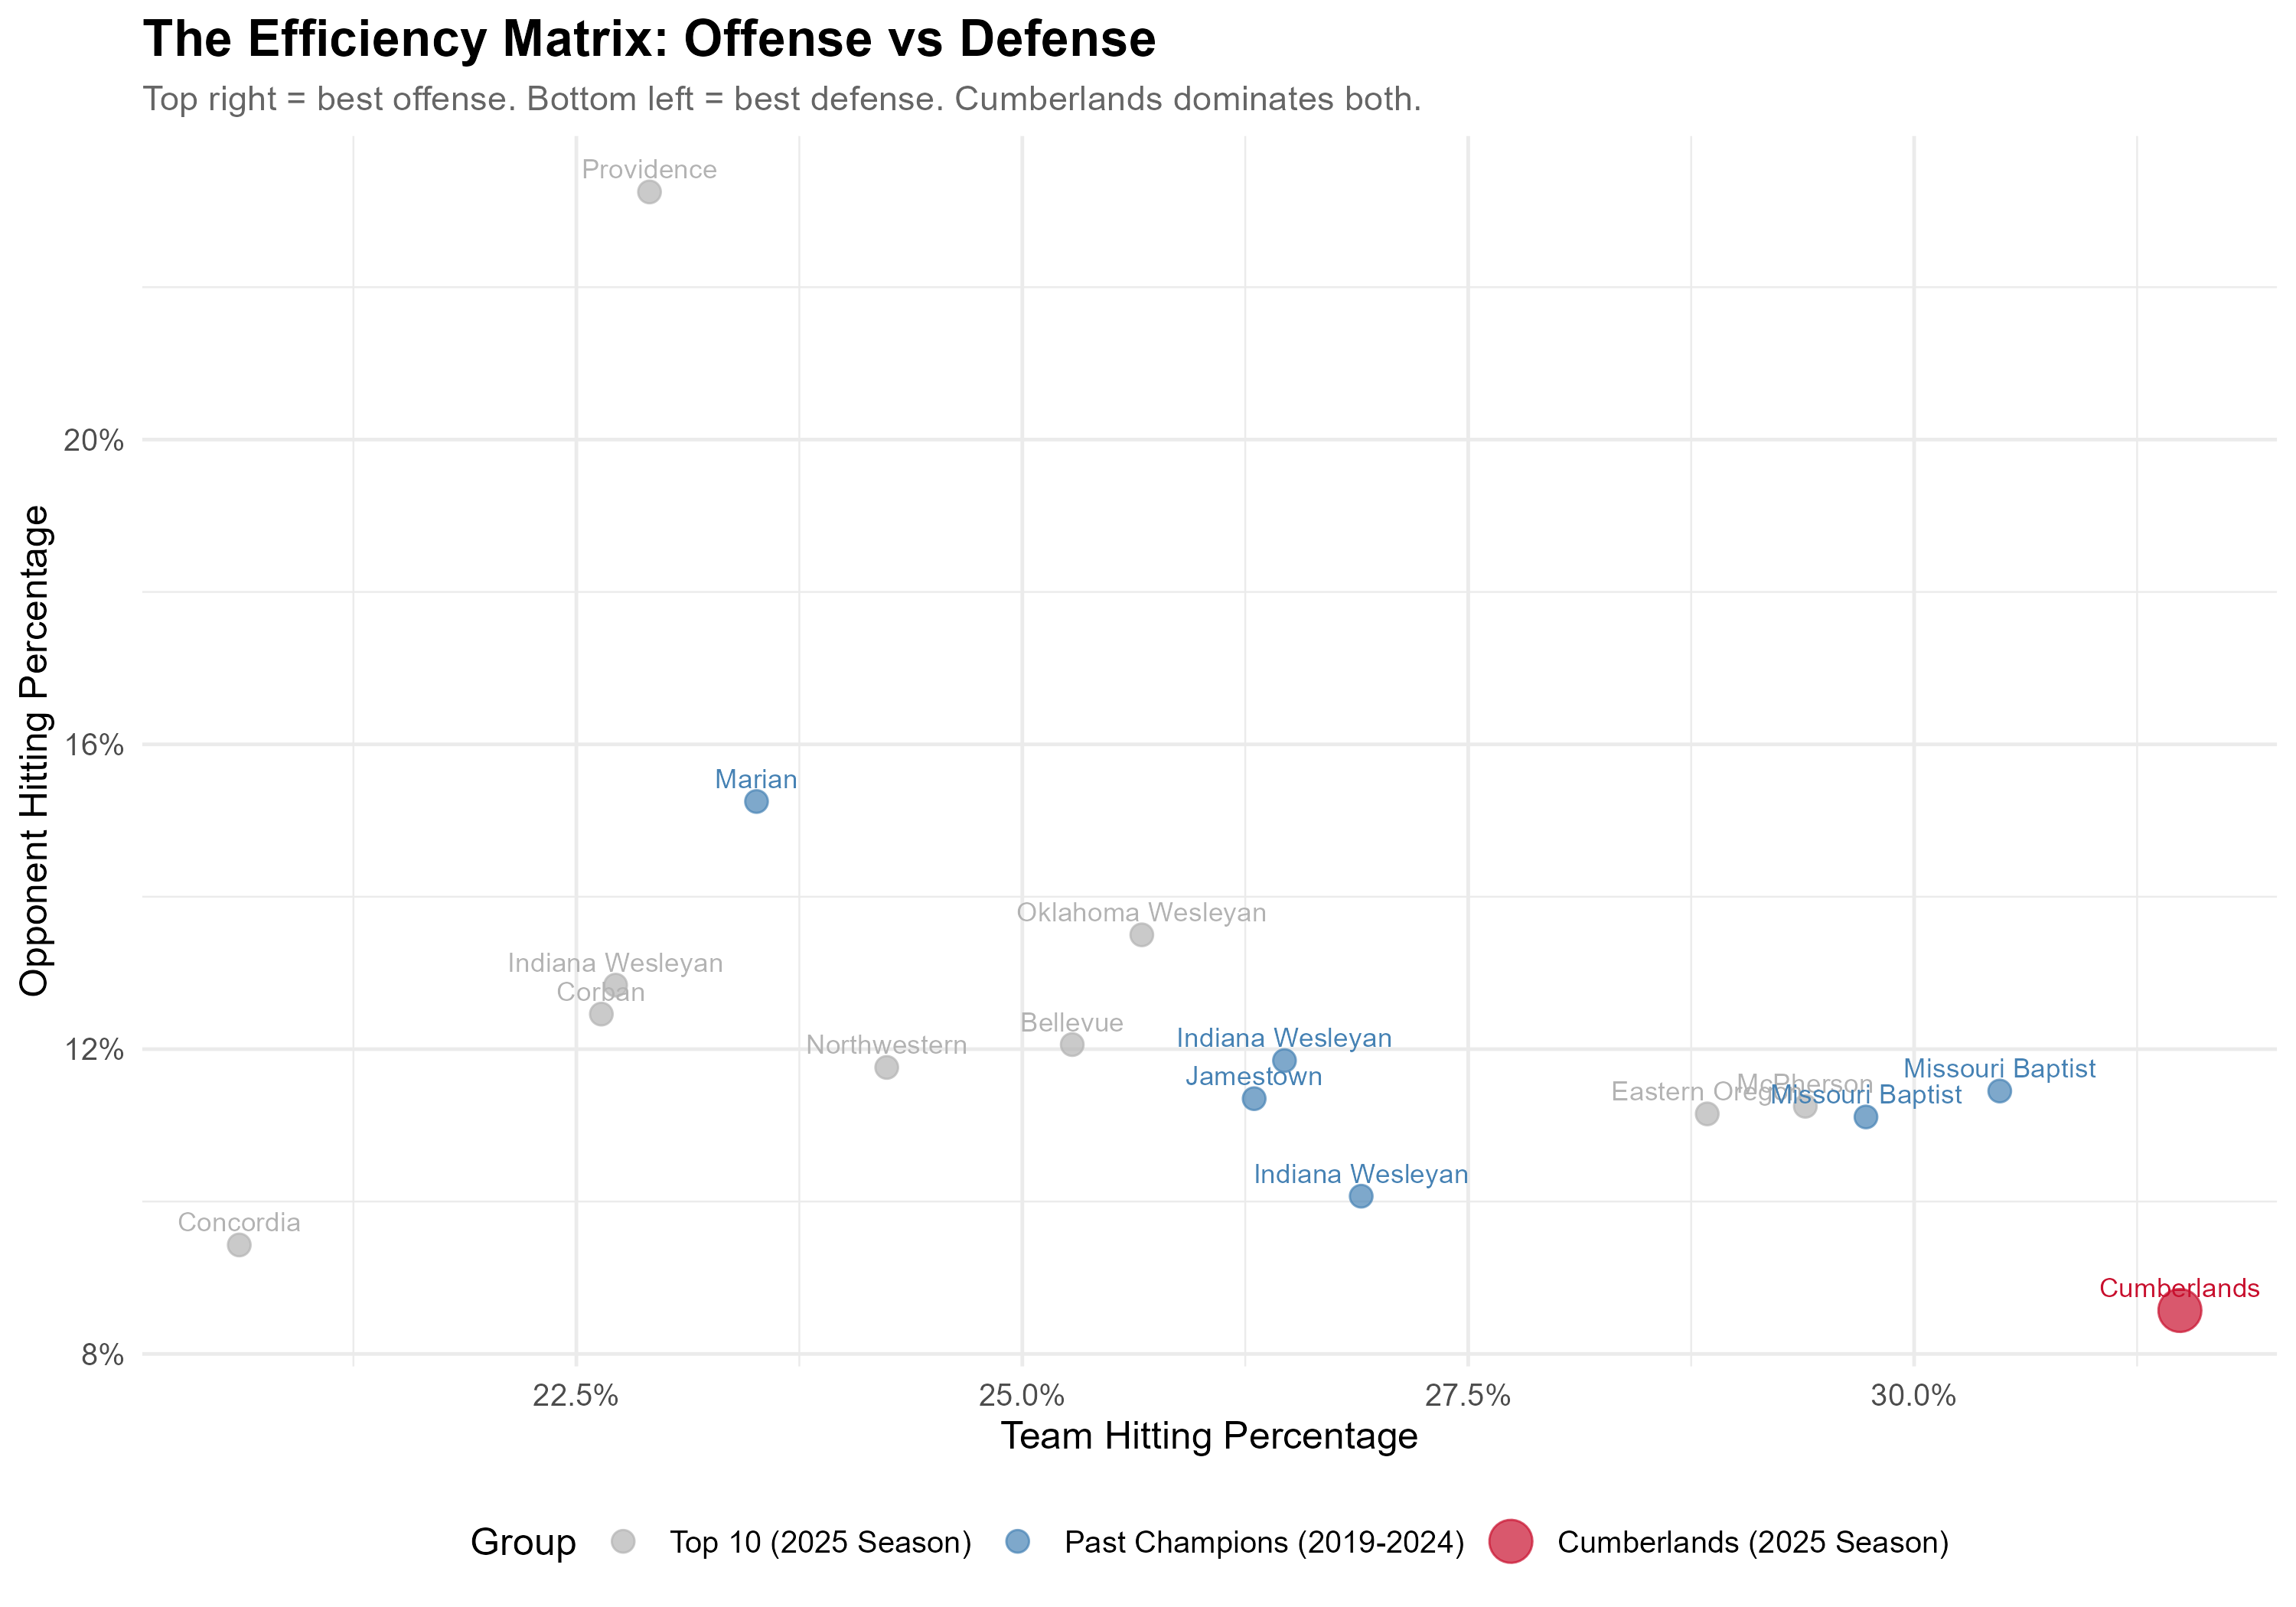 The Efficiency Matrix: Offense vs Defense
Top right = best offense. Bottom left = best defense. Cumberlands dominates both.
Providence
20%
16%
12%
8%
Opponent Hitting Percentage
Marian
Oklahoma Wesleyan
Indiana Wesleyan
Corban
Bellevue
Northwestern
Indiana Wesleyan
Jamestown
Missouri Baptist
McPherson
Eastern Oregon
Missouri Baptist
Indiana Wesleyan
Concordia
Cumberlands
22.5%
25.0%
27.5%
30.0%
Team Hitting Percentage
Group
Top 10 (2025 Season)
Past Champions (2019-2024)
Cumberlands (2025 Season)